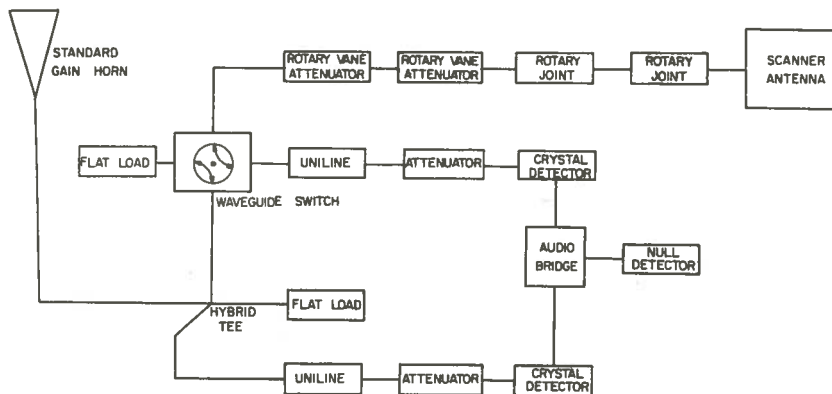 STANDARD
GAIN HORN
ROTARY VANE
ATTENUATOR
ROTARY VANE
ATTENUATOR
ROTARY
JOINT
ROTARY
JOINT
SCANNER
ANTENNA
FLAT LOAD
WAVEGUIDE SWITCH
UNILINE
ATTENUATOR
CRYSTAL
DETECTOR
AUDIO
BRIDGE
NULL
DETECTOR
HYBRID
TEE
FLAT LOAD
UNILINE
ATTENUATOR
CRYSTAL
DETECTOR